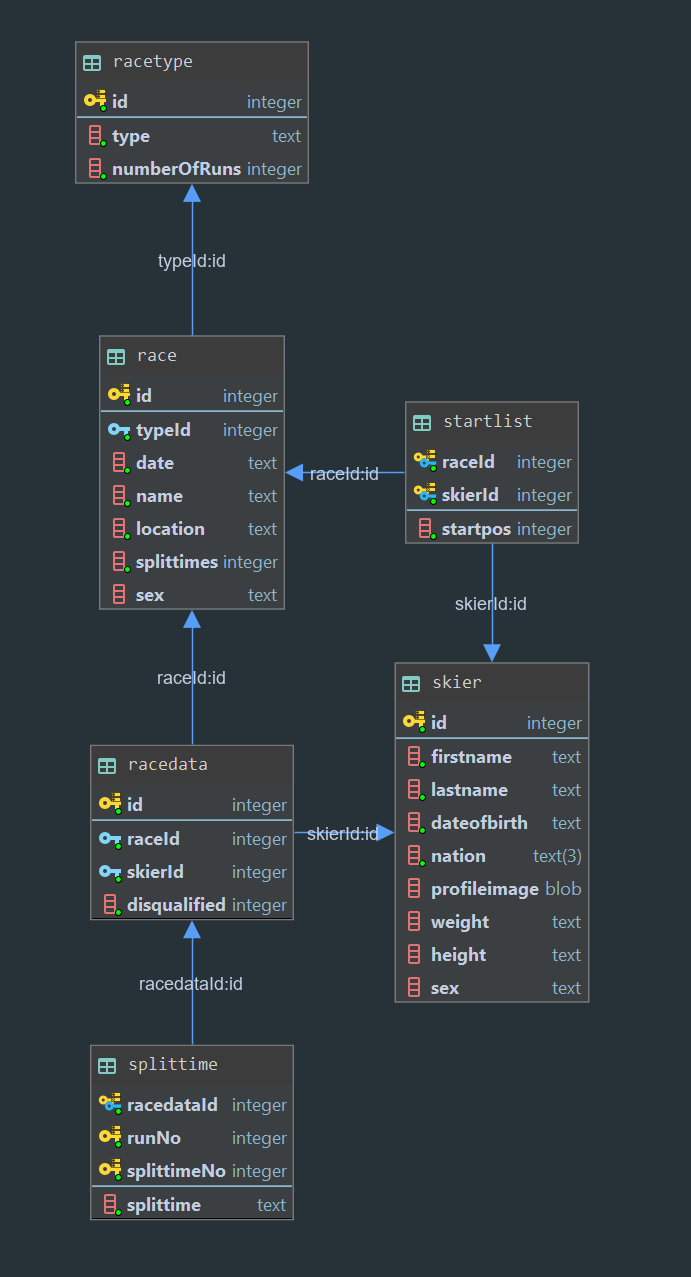 racetype
id integer
type text
numberOfRuns integer
typeId:id
race
id integer
typeId integer
date text
name text
location text
splittimes integer
sex text
raceId:id
startlist
raceId integer
skierId integer
startpos integer
skierId:id
raceId:id
skier
id integer
firstname text
lastname text
dateofbirth text
nation text(3)
profileimage blob
weight text
height text
sex text
racedata
id integer
raceId integer
skierId integer
disqualified integer
skierId:id
racedataId:id
splittime
racedataId integer
runNo integer
splittimeNo integer
splittime text